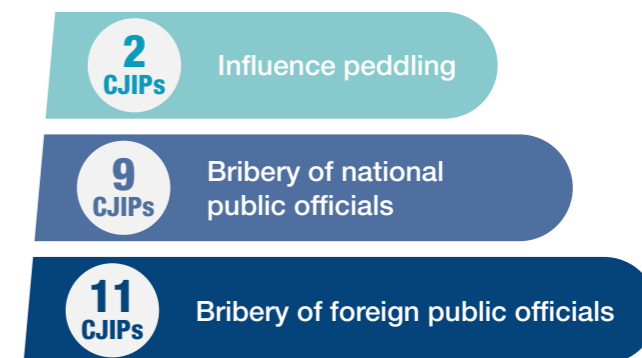 2
CJIPs
Influence peddling
9
CJIPs
Bribery of national
public officials
11
CJIPs
Bribery of foreign public officials